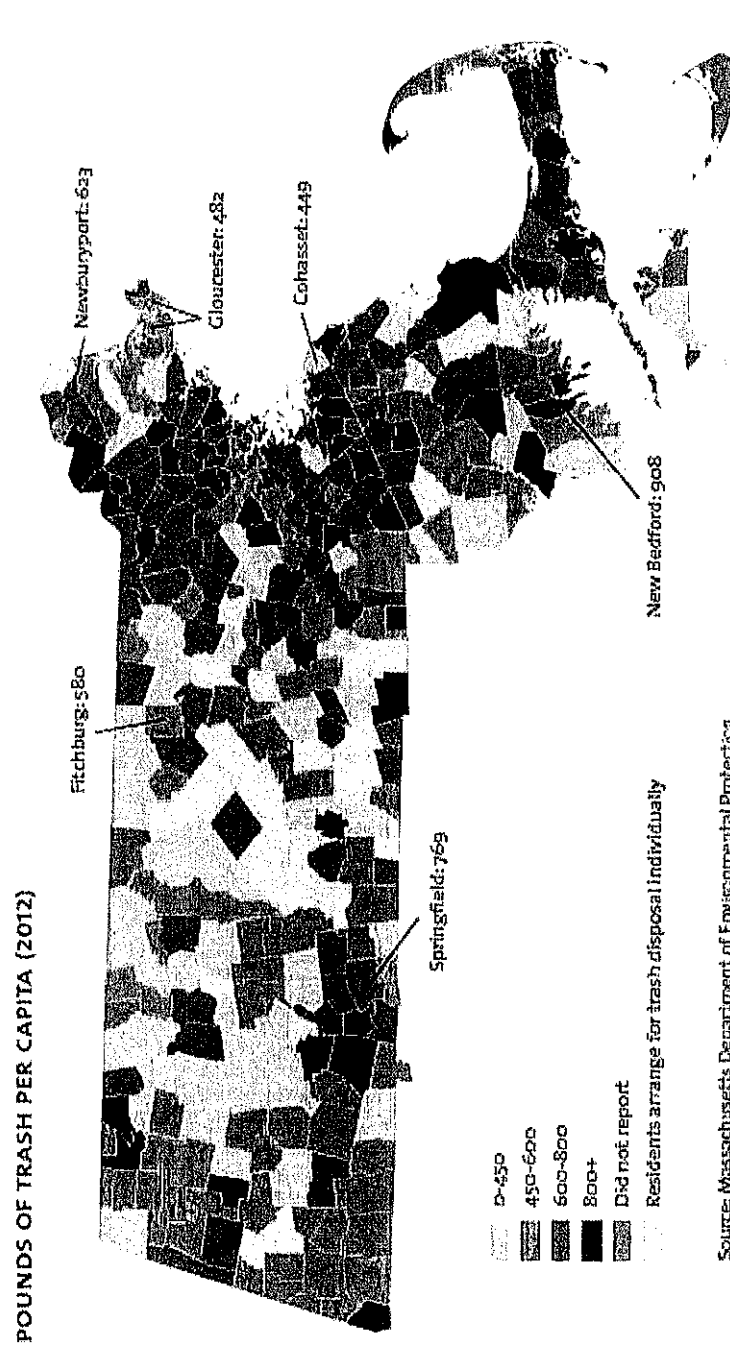 POUNDS OF TRASH PER CAPITA (2012)
Newburyport: 623
Gloucester: 482
Cohasset: 449
Fitchburg: 580
Springfield: 769
New Bedford: 908
0-450
450-600
600-800
800+
Did not report
Residents arrange for trash disposal individually
Source: Massachusetts Department of Environmental Protection